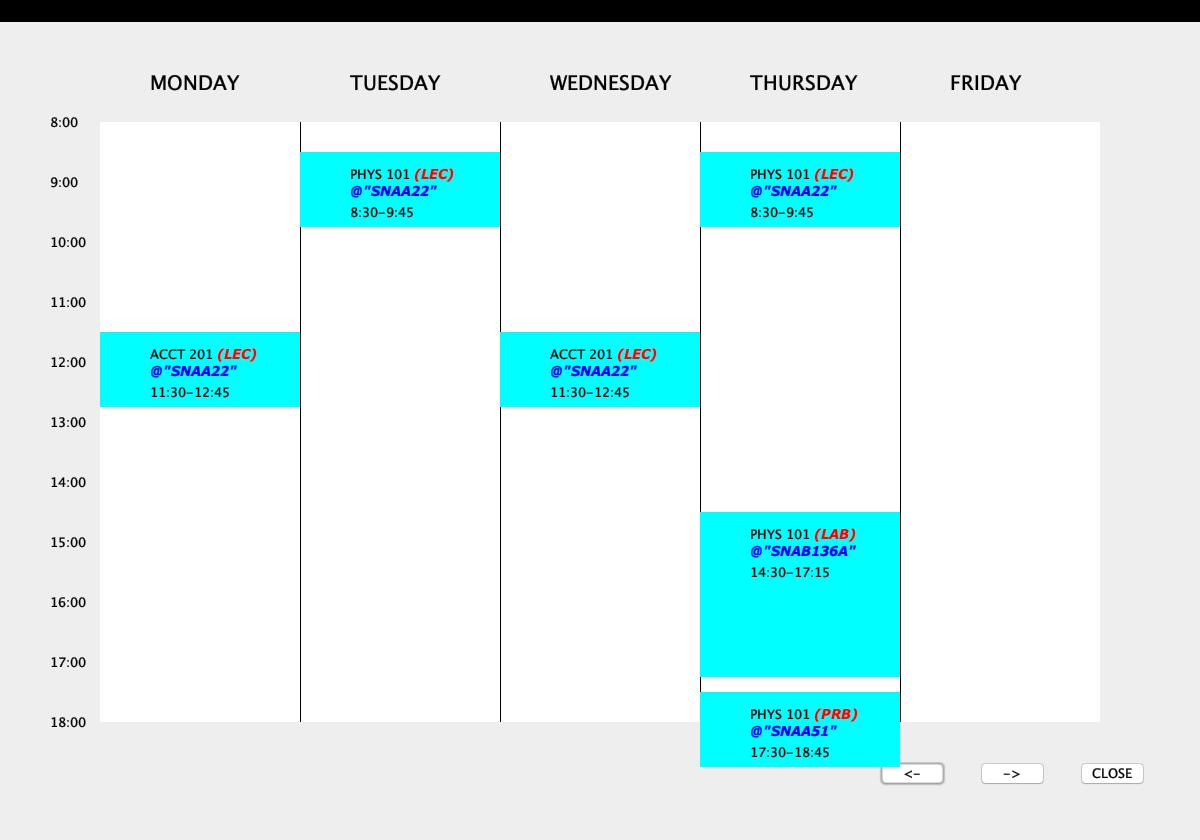 MONDAY TUESDAY WEDNESDAY THURSDAY FRIDAY
8:00
PHYS 101 (LEC)
@"SNAA22"
8:30-9:45
PHYS 101 (LEC)
@"SNAA22"
8:30-9:45
9:00
10:00
11:00
ACCT 201 (LEC)
@"SNAA22"
11:30-12:45
ACCT 201 (LEC)
@"SNAA22"
11:30-12:45
12:00
13:00
14:00
PHYS 101 (LAB)
@"SNAB136A"
14:30-17:15
15:00
16:00
17:00
PHYS 101 (PRB)
@"SNAA51"
17:30-18:45
18:00
<- -> CLOSE